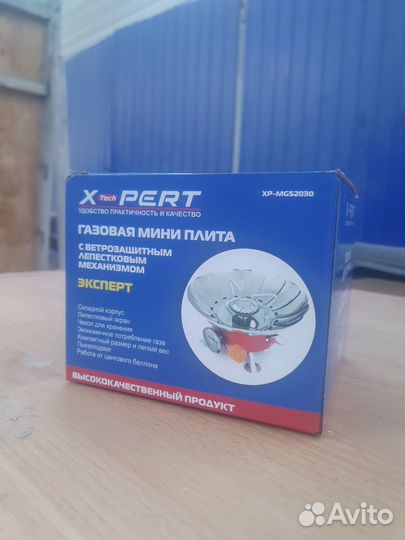 X-Tech PERT
XP-MGS2030
УДОБСТВО ПРАКТИЧНОСТЬ И КАЧЕСТВО
ГАЗОВАЯ МИНИ ПЛИТА
С ВЕТРОЗАЩИТНЫМ
ЛЕПЕСТКОВЫМ
МЕХАНИЗМОМ
ЭКСПЕРТ
Складной корпус
Лепестковый экран
Чехол для хранения
Экономичное потребление газа
Компактный размер и легкий вес
Пьезоподжиг
Работа от цангового баллона
ВЫСОКОКАЧЕСТВЕННЫЙ ПРОДУКТ
Avito